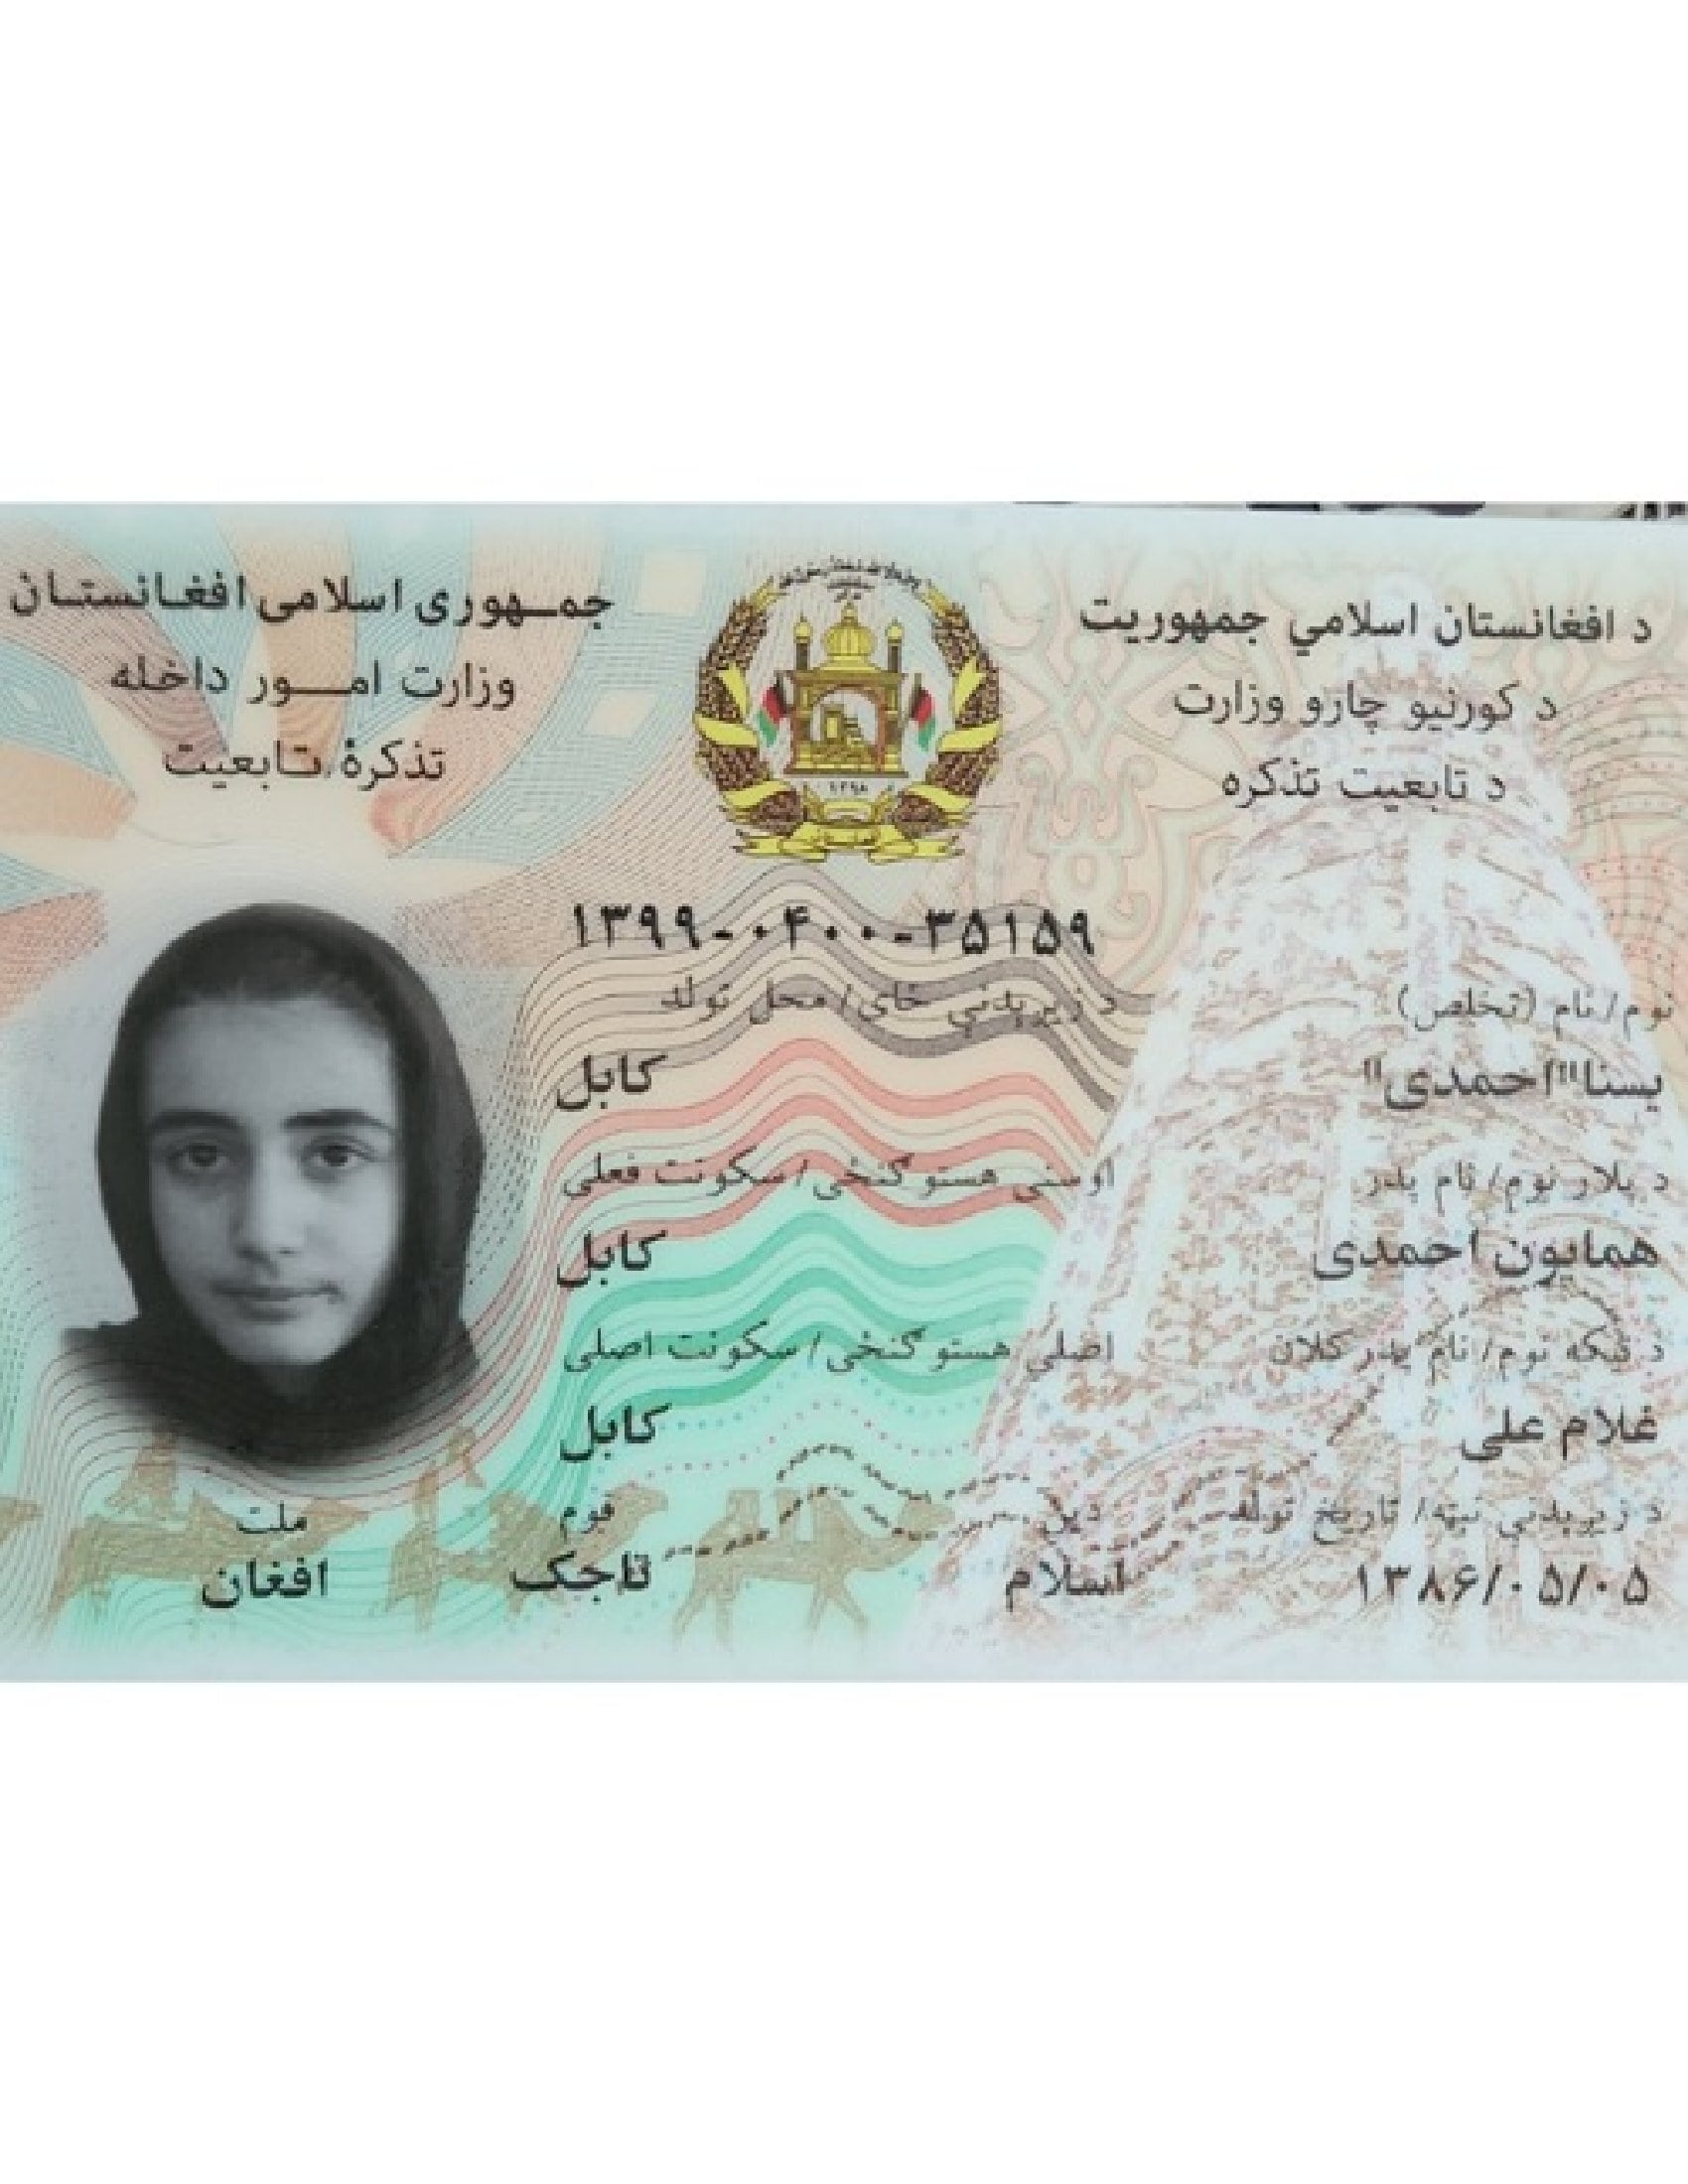 د افغانستان اسلامي جمهوریت
د کورنیو چارو وزارت
د تابعیت تذکره
جمهوری اسلامی افغانستان
وزارت امور داخله
تذکرهٔ تابعیت
۱۲۹۸
۱۳۹۹-۰۴۰۰-۳۵۱۵۹
نوم/نام (تخلص)
یسنا"احمدی"
د پلار نوم/نام پدر
همایون احمدی
د نیکه نوم/نام پدر کلان
غلام علی
د زیږیدنې نیټه/ تاریخ تولد
۱۳۸۶/۰۵/۰۵
د زیږیدنې ځای/محل تولد
کابل
اوسنی هستوګنځی/سکونت فعلی
کابل
اصلي هستوګنځی/سکونت اصلی
کابل
دین
اسلام
قوم
تاجک
ملت
افغان